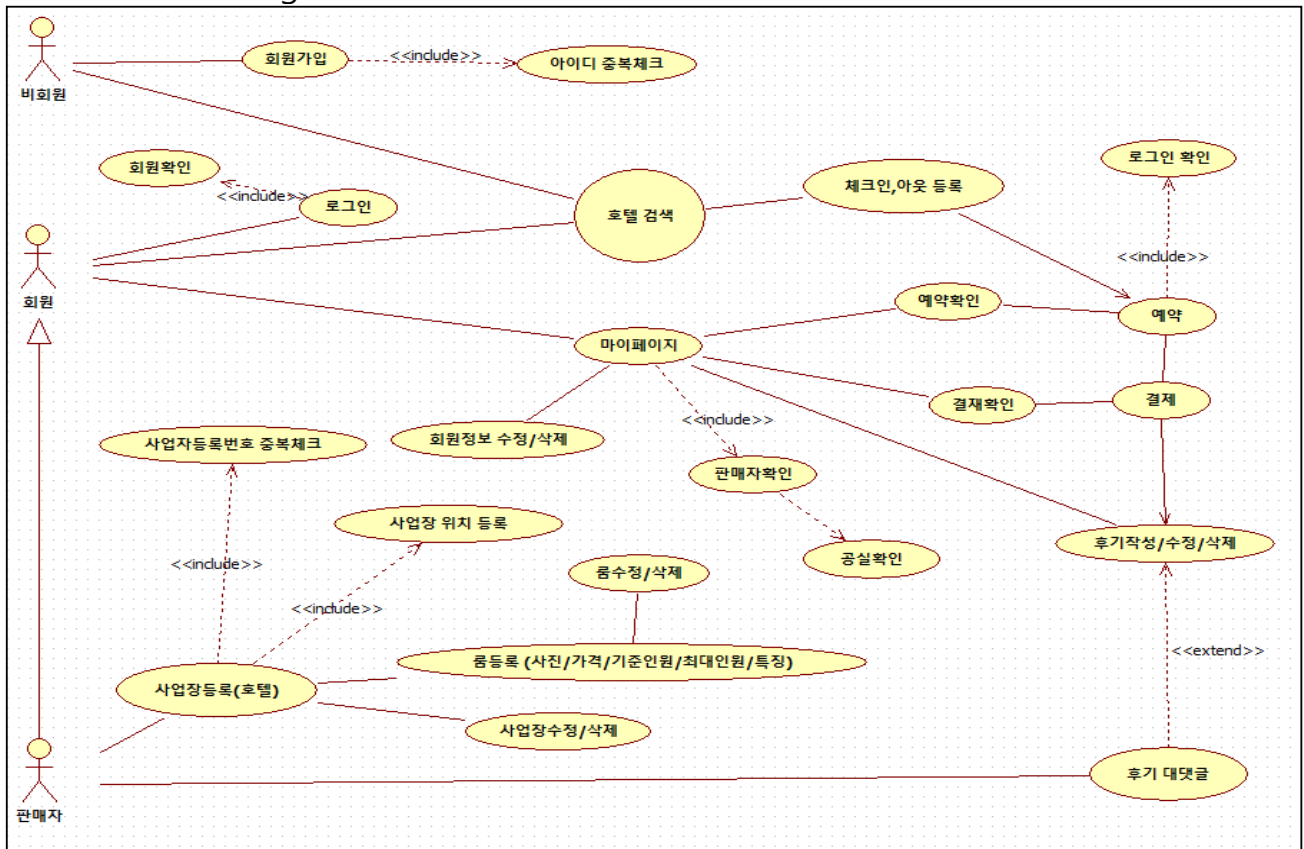 회원가입
<<include>>
아이디 중복체크
비회원
회원확인
<<include>>
로그인
호텔 검색
체크인,아웃 등록
로그인 확인
<<include>>
회원
예약확인
예약
마이페이지
결재확인
결제
<<include>>
회원정보 수정/삭제
사업자등록번호 중복체크
판매자확인
사업장 위치 등록
후기작성/수정/삭제
공실확인
<<include>>
룸수정/삭제
<<include>>
<<extend>>
룸등록 (사진/가격/기준인원/최대인원/특징)
사업장등록(호텔)
사업장수정/삭제
후기 대댓글
판매자